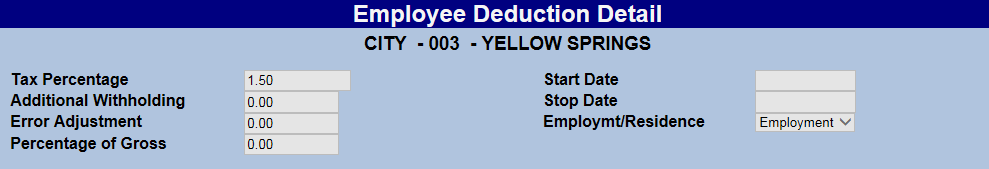 Employee Deduction Detail
CITY - 003 - YELLOW SPRINGS
Tax Percentage 1.50 Start Date
Additional Withholding 0.00 Stop Date
Error Adjustment 0.00 Employmt/Residence Employment
Percentage of Gross 0.00